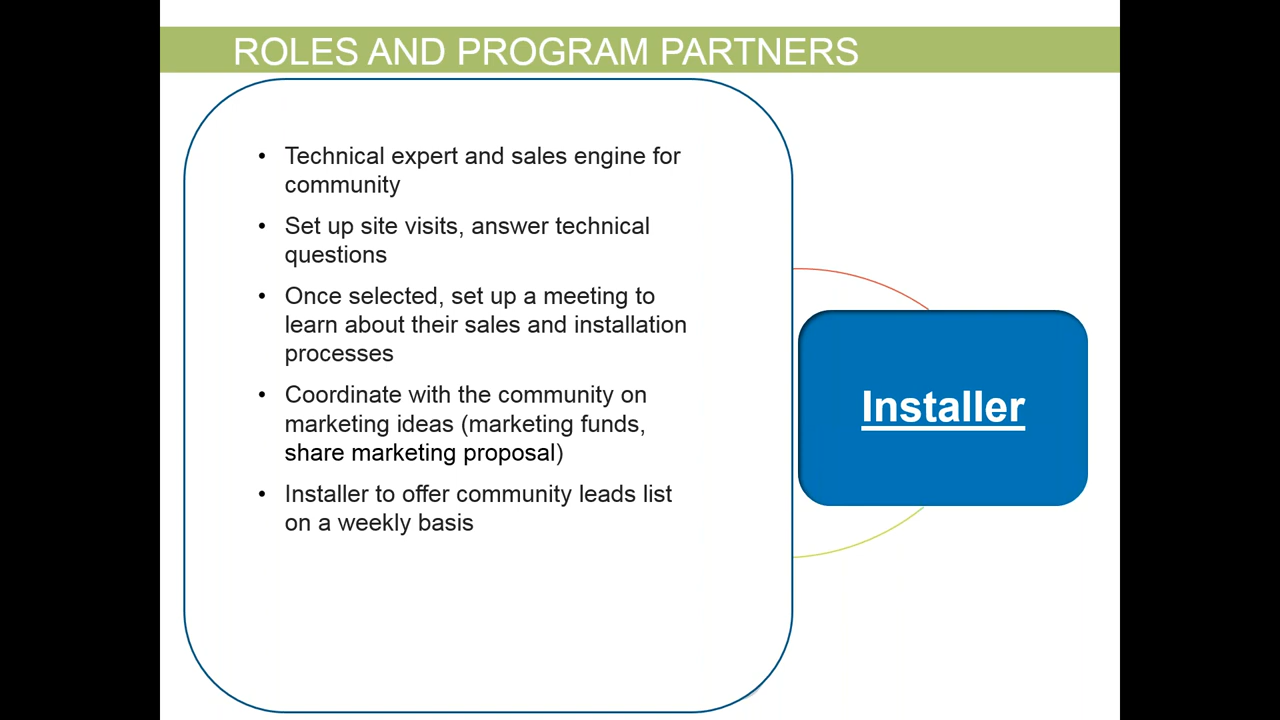 ROLES AND PROGRAM PARTNERS
• Technical expert and sales engine for
community
• Set up site visits, answer technical
questions
• Once selected, set up a meeting to
learn about their sales and installation
processes
• Coordinate with the community on
marketing ideas (marketing funds,
share marketing proposal)
• Installer to offer community leads list
on a weekly basis
Installer